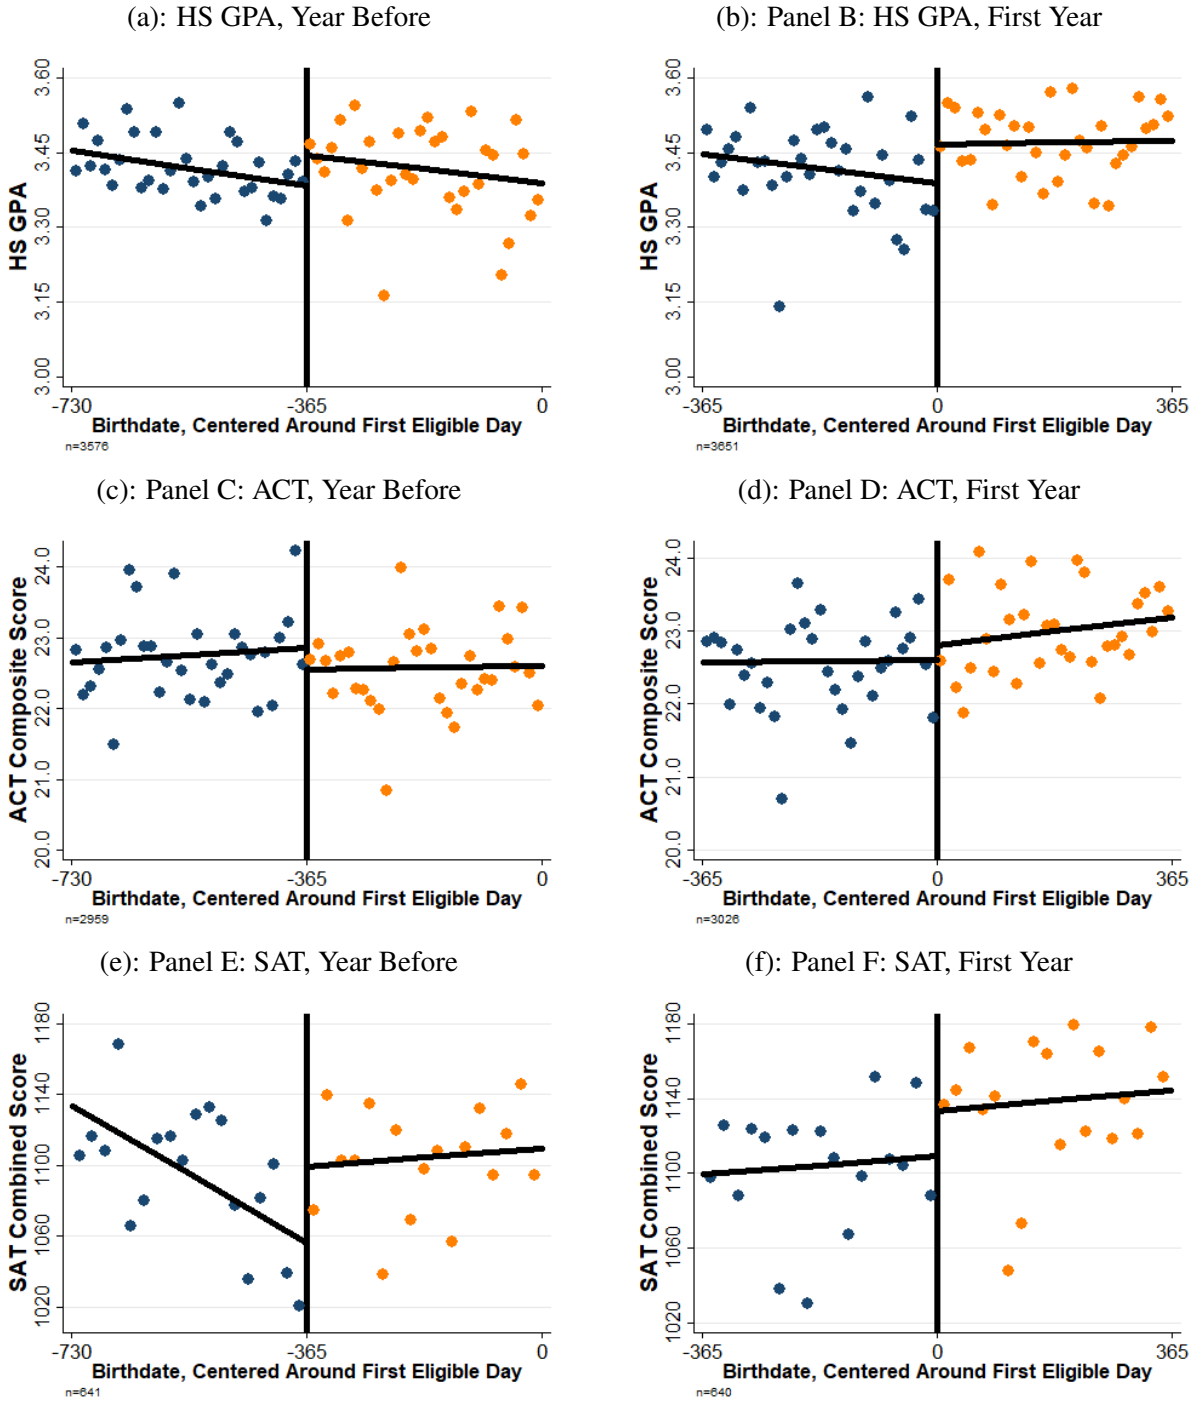 (a): HS GPA, Year Before
HS GPA
3.60
3.45
3.30
3.15
3.00
-730
-365
0
Birthdate, Centered Around First Eligible Day
n=3576
(b): Panel B: HS GPA, First Year
HS GPA
3.60
3.45
3.30
3.15
3.00
-365
0
365
Birthdate, Centered Around First Eligible Day
n=3651
(c): Panel C: ACT, Year Before
ACT Composite Score
24.0
23.0
22.0
21.0
20.0
-730
-365
0
Birthdate, Centered Around First Eligible Day
n=2959
(d): Panel D: ACT, First Year
ACT Composite Score
24.0
23.0
22.0
21.0
20.0
-365
0
365
Birthdate, Centered Around First Eligible Day
n=3026
(e): Panel E: SAT, Year Before
SAT Combined Score
1180
1140
1100
1060
1020
-730
-365
0
Birthdate, Centered Around First Eligible Day
n=641
(f): Panel F: SAT, First Year
SAT Combined Score
1180
1140
1100
1060
1020
-365
0
365
Birthdate, Centered Around First Eligible Day
n=640